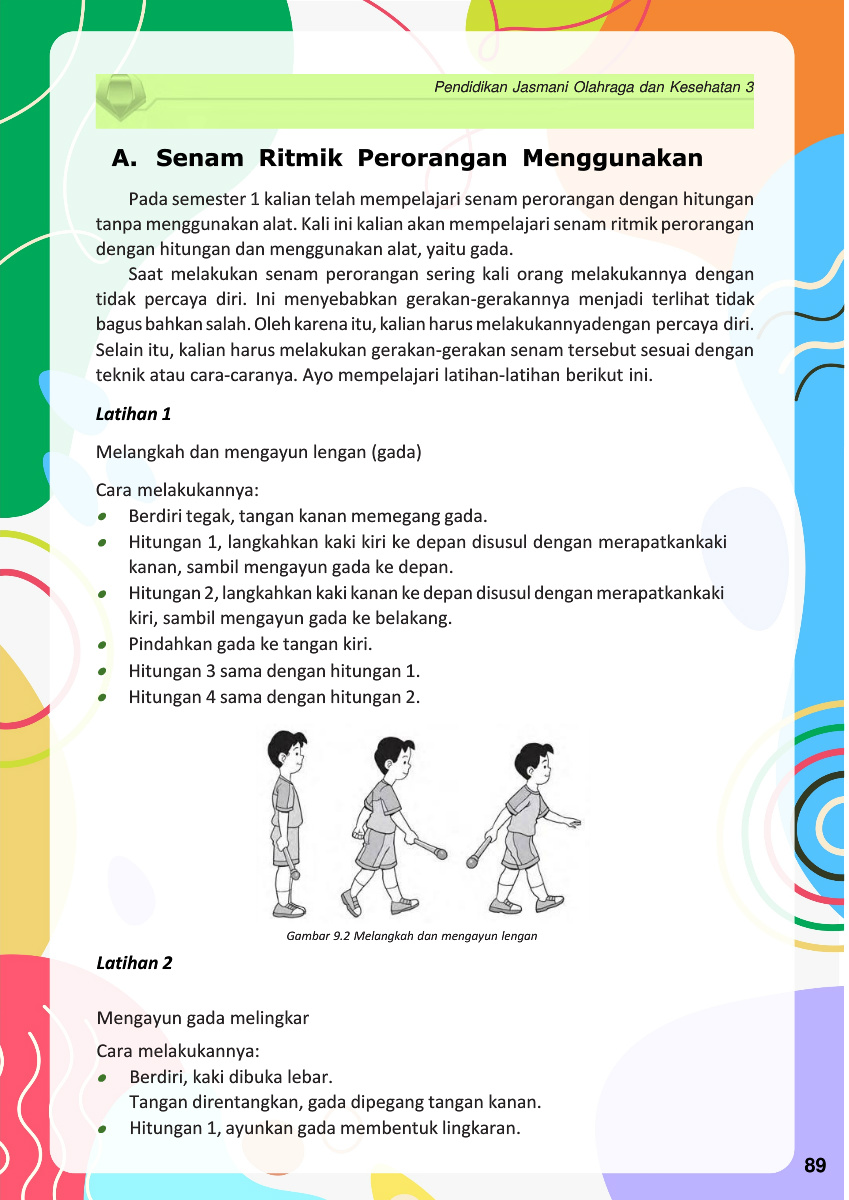 Pendidikan Jasmani Olahraga dan Kesehatan 3
A. Senam Ritmik Perorangan Menggunakan
Pada semester 1 kalian telah mempelajari senam perorangan dengan hitungan
tanpa menggunakan alat. Kali ini kalian akan mempelajari senam ritmik perorangan
dengan hitungan dan menggunakan alat, yaitu gada.
Saat melakukan senam perorangan sering kali orang melakukannya dengan
tidak percaya diri. Ini menyebabkan gerakan-gerakannya menjadi terlihat tidak
bagus bahkan salah. Oleh karena itu, kalian harus melakukannyadengan percaya diri.
Selain itu, kalian harus melakukan gerakan-gerakan senam tersebut sesuai dengan
teknik atau cara-caranya. Ayo mempelajari latihan-latihan berikut ini.
Latihan 1
Melangkah dan mengayun lengan (gada)
Cara melakukannya:
• Berdiri tegak, tangan kanan memegang gada.
• Hitungan 1, langkahkan kaki kiri ke depan disusul dengan merapatkankaki
kanan, sambil mengayun gada ke depan.
• Hitungan 2, langkahkan kaki kanan ke depan disusul dengan merapatkankaki
kiri, sambil mengayun gada ke belakang.
• Pindahkan gada ke tangan kiri.
• Hitungan 3 sama dengan hitungan 1.
• Hitungan 4 sama dengan hitungan 2.
Gambar 9.2 Melangkah dan mengayun lengan
Latihan 2
Mengayun gada melingkar
Cara melakukannya:
• Berdiri, kaki dibuka lebar.
Tangan direntangkan, gada dipegang tangan kanan.
• Hitungan 1, ayunkan gada membentuk lingkaran.
89